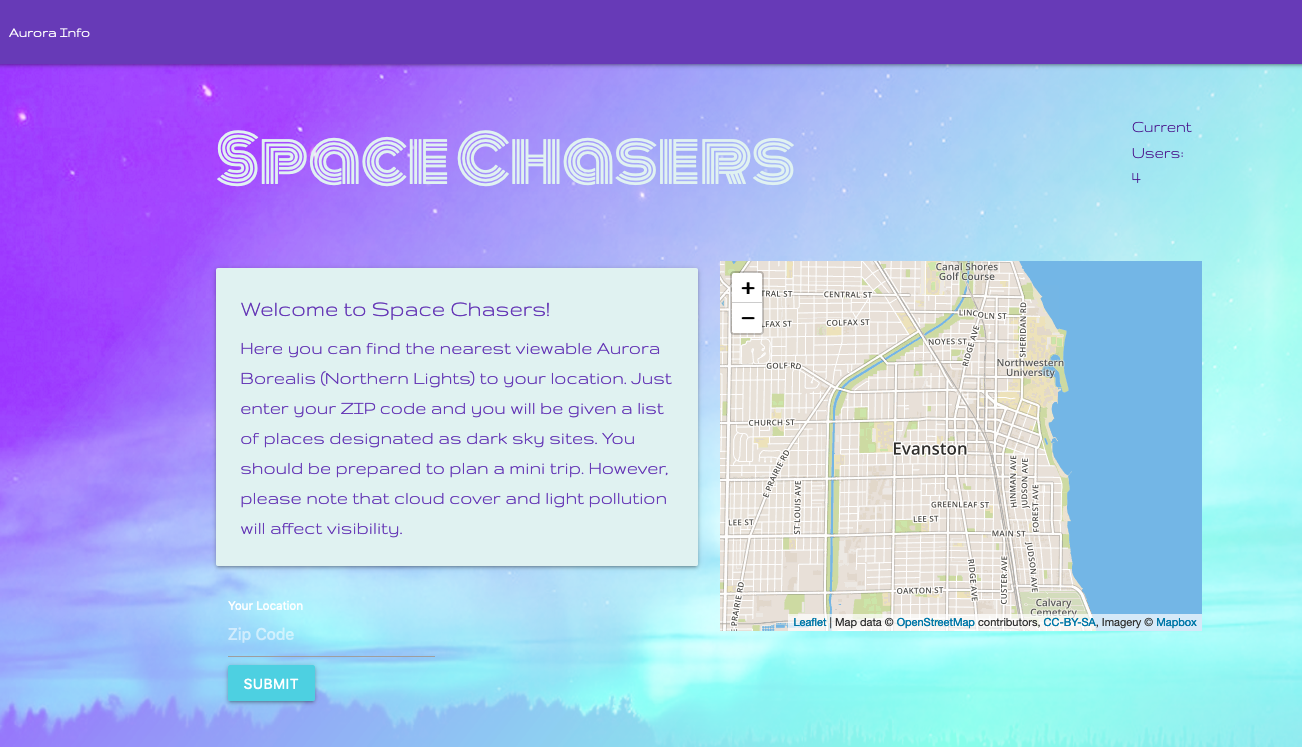 Aurora Info
Space Chasers
Current
Users:
4
Welcome to Space Chasers!
Here you can find the nearest viewable Aurora
Borealis (Northern Lights) to your location. Just
enter your ZIP code and you will be given a list
of places designated as dark sky sites. You
should be prepared to plan a mini trip. However,
please note that cloud cover and light pollution
will affect visibility.
Your Location
Zip Code
SUBMIT
+
−
Canal Shores
Golf Course
TRAL ST
CENTRAL ST
LINCOLN ST
LFAX ST
COLFAX ST
SHERIDAN RD
NOYES ST
RIDGE AVE
GOLF RD
Northwestern
University
CHURCH ST
Evanston
E PRAIRIE RD
ST LOUIS AVE
HINMAN AVE
JUDSON AVE
FOREST AVE
GREENLEAF ST
LEE ST
LEE ST
MAIN ST
JUDSON AVE
RIDGE AVE
CUSTER AVE
OAKTON ST
E PRAIRIE RD
Calvary
Cemetery
Leaflet | Map data © OpenStreetMap contributors, CC-BY-SA, Imagery © Mapbox